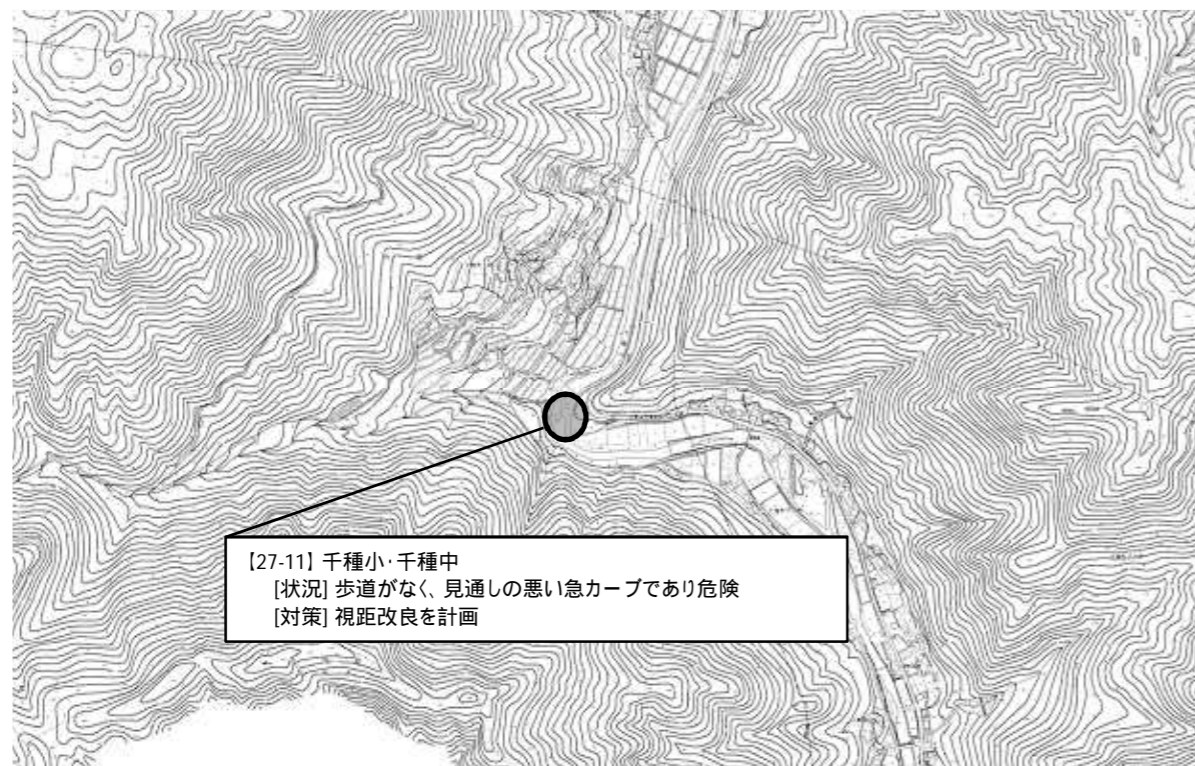 【27-11】 千種小・千種中
[状況] 歩道がなく、見通しの悪い急カーブであり危険
[対策] 視距改良を計画